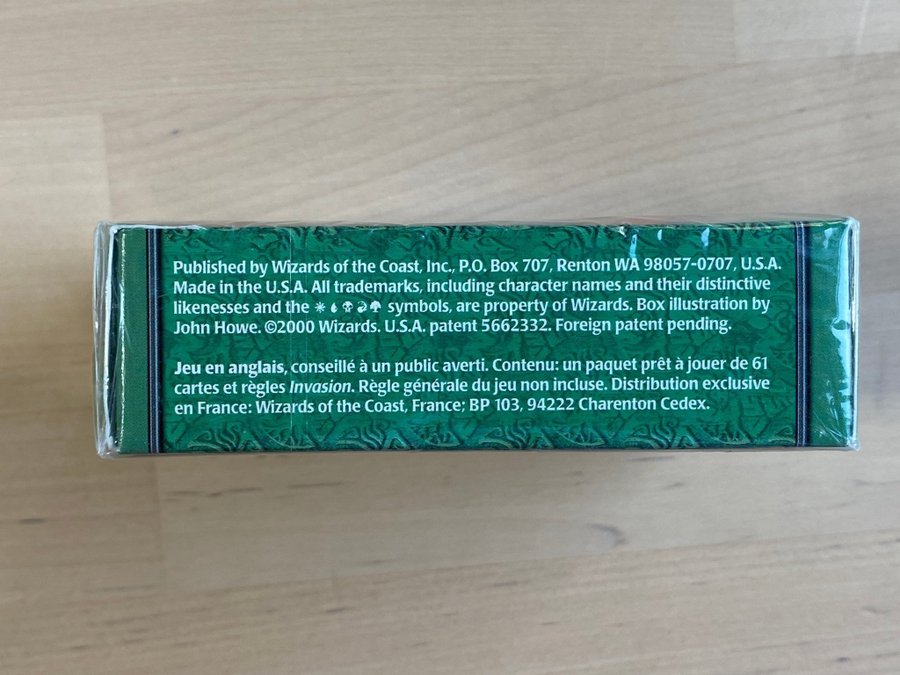 Published by Wizards of the Coast, Inc., P.O. Box 707, Renton WA 98057-0707, U.S.A.
Made in the U.S.A. All trademarks, including character names and their distinctive
likenesses and the symbols, are property of Wizards. Box illustration by
John Howe. ©2000 Wizards. U.S.A. patent 5662332. Foreign patent pending.
Jeu en anglais, conseillé à un public averti. Contenu: un paquet prêt à jouer de 61
cartes et règles Invasion. Règle générale du jeu non incluse. Distribution exclusive
en France: Wizards of the Coast, France; BP 103, 94222 Charenton Cedex.